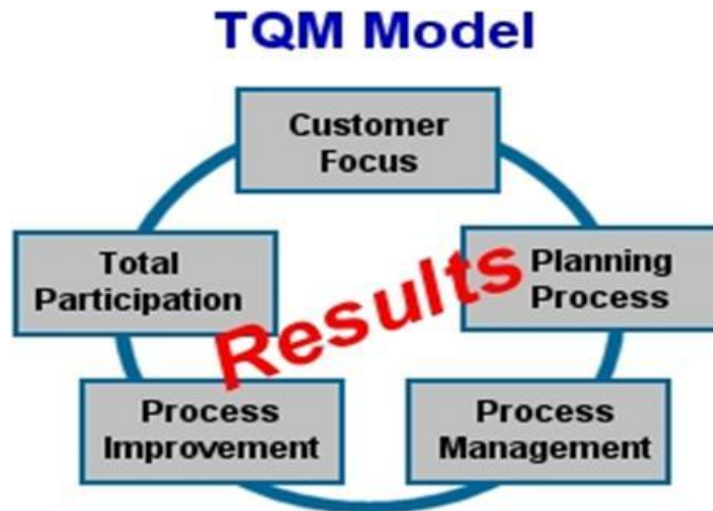 TQM Model
Customer
Focus
Total
Participation
Results
Planning
Process
Process
Improvement
Process
Management